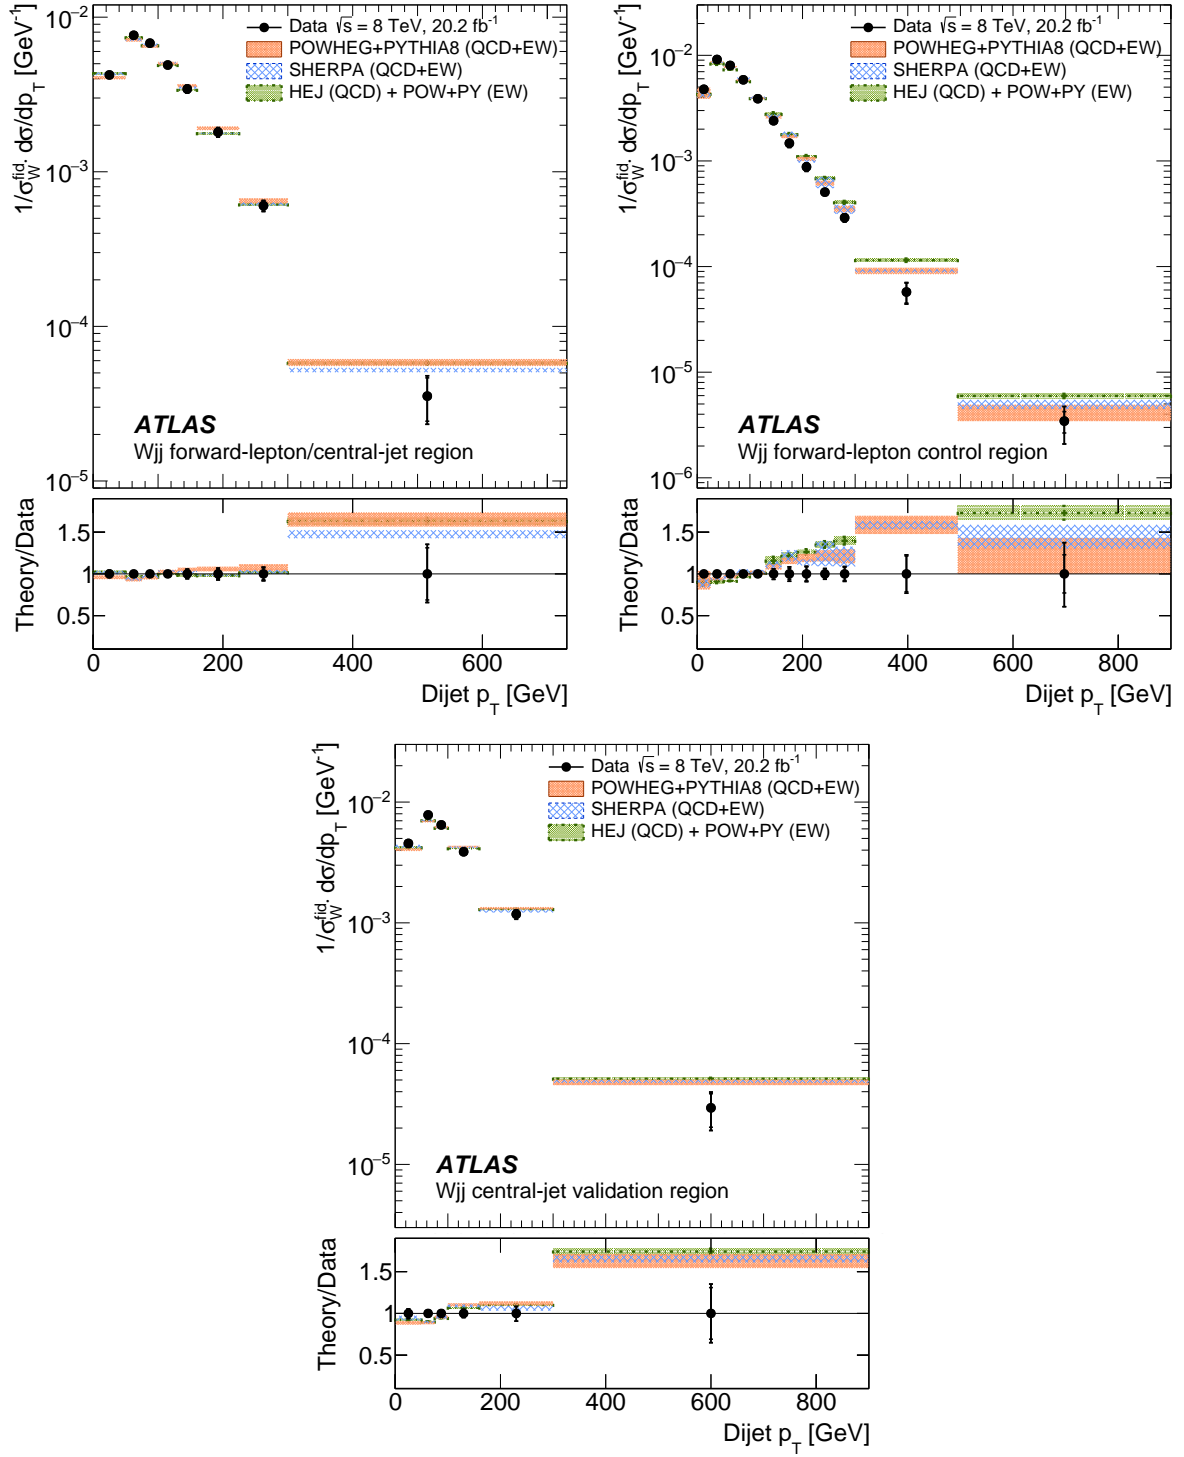 1/σ_W^fid. dσ/dp_T [GeV⁻¹]
10⁻²
10⁻³
10⁻⁴
10⁻⁵
Data √s = 8 TeV, 20.2 fb⁻¹
POWHEG+PYTHIA8 (QCD+EW)
SHERPA (QCD+EW)
HEJ (QCD) + POW+PY (EW)
ATLAS
Wjj forward-lepton/central-jet region
Theory/Data
1.5
1
0.5
0 200 400 600
Dijet p_T [GeV]
1/σ_W^fid. dσ/dp_T [GeV⁻¹]
10⁻²
10⁻³
10⁻⁴
10⁻⁵
10⁻⁶
Data √s = 8 TeV, 20.2 fb⁻¹
POWHEG+PYTHIA8 (QCD+EW)
SHERPA (QCD+EW)
HEJ (QCD) + POW+PY (EW)
ATLAS
Wjj forward-lepton control region
Theory/Data
1.5
1
0.5
0 200 400 600 800
Dijet p_T [GeV]
1/σ_W^fid. dσ/dp_T [GeV⁻¹]
10⁻²
10⁻³
10⁻⁴
10⁻⁵
Data √s = 8 TeV, 20.2 fb⁻¹
POWHEG+PYTHIA8 (QCD+EW)
SHERPA (QCD+EW)
HEJ (QCD) + POW+PY (EW)
ATLAS
Wjj central-jet validation region
Theory/Data
1.5
1
0.5
0 200 400 600 800
Dijet p_T [GeV]